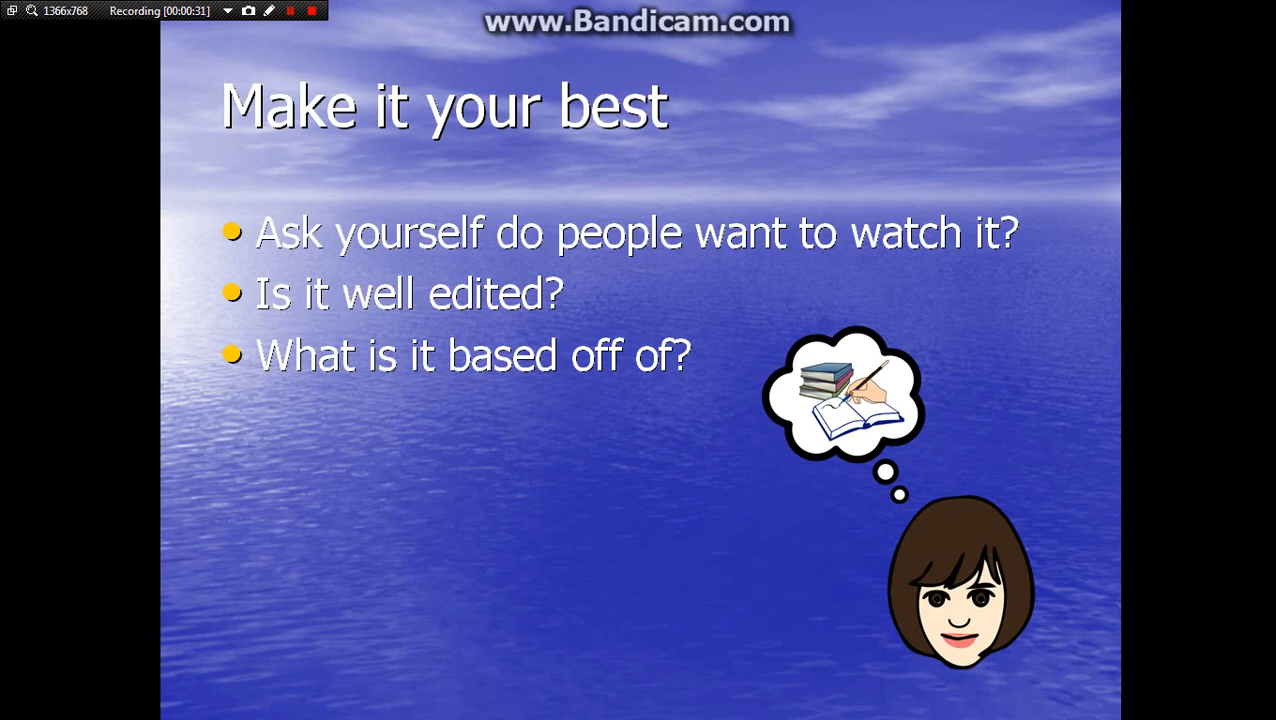 1366x768 Recording [00:00:31]
www.Bandicam.com
Make it your best
Ask yourself do people want to watch it?
Is it well edited?
What is it based off of?